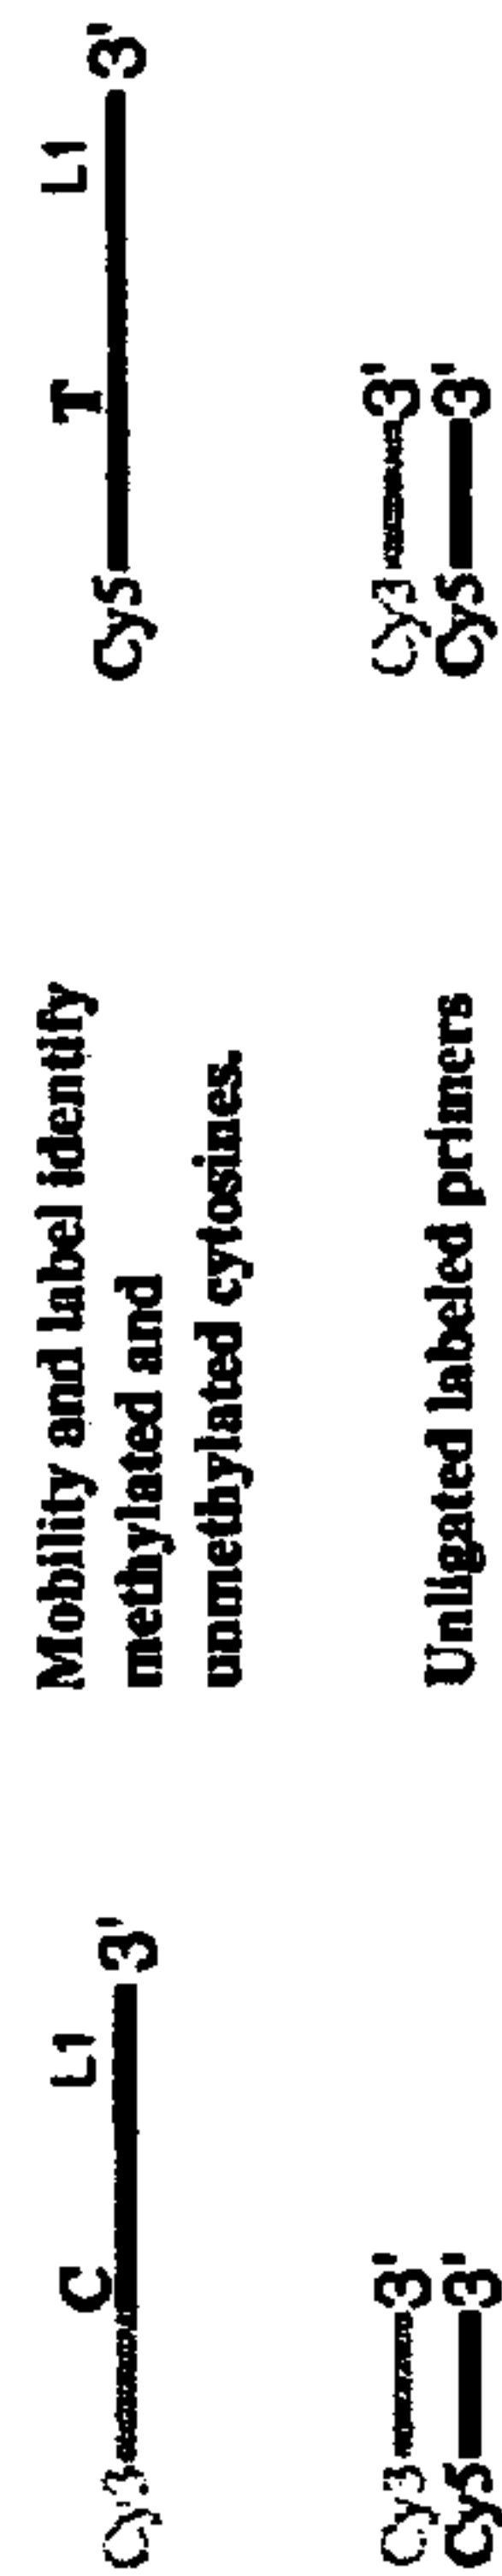 C L1
Cy3 3'
Mobility and label identify
methylated and
unmethylated cytosines.
T L1
Cy5 3'
Cy3 3'
Cy5 3'
Unligated labeled primers
Cy3 3'
Cy5 3'